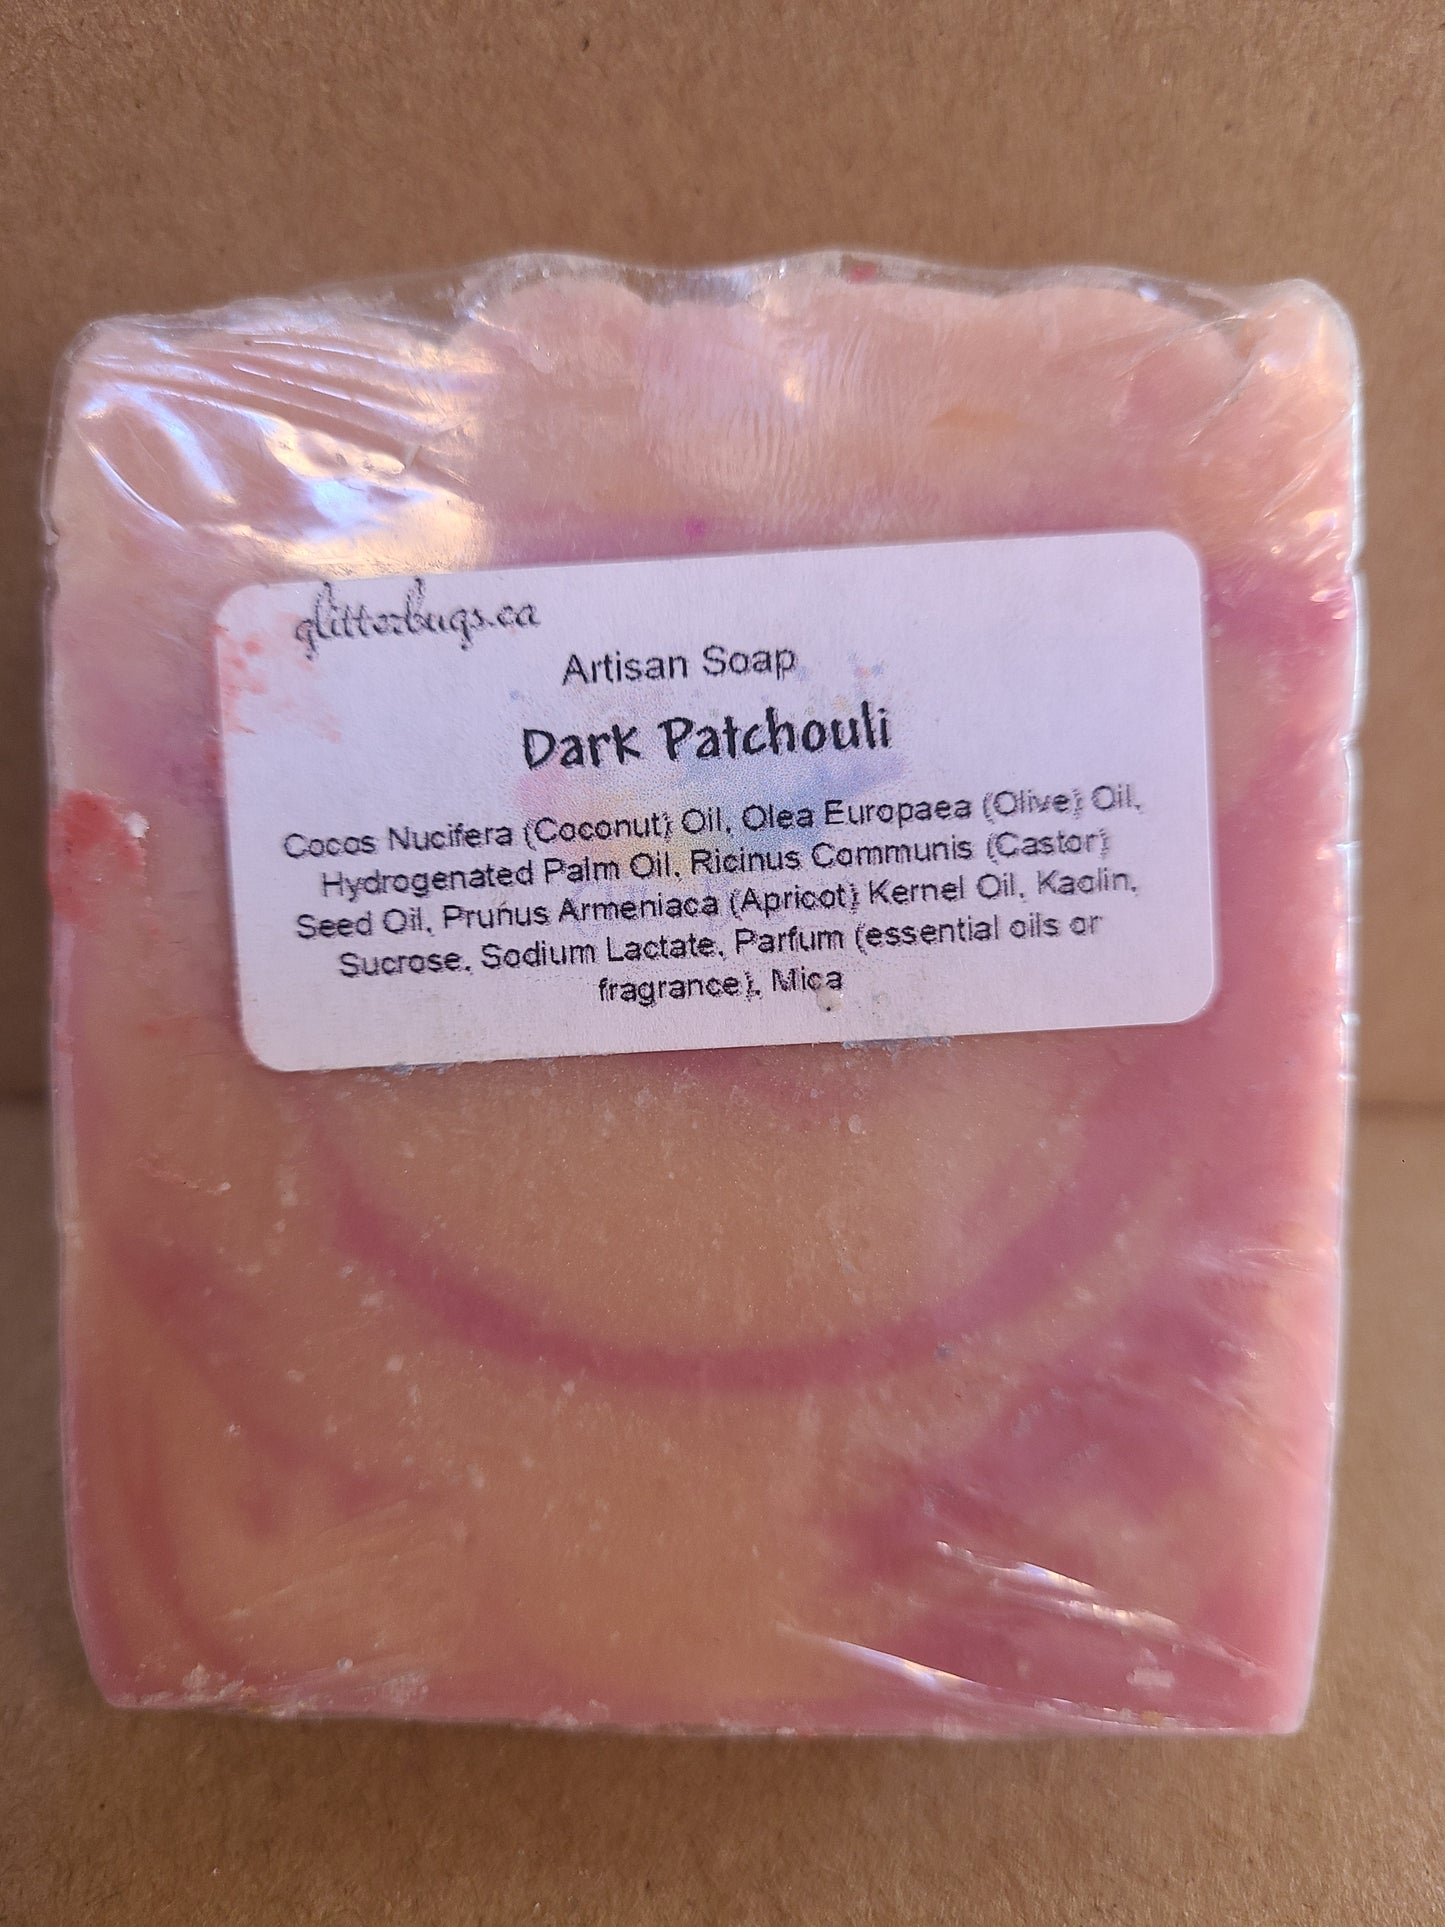 glitterbugs.ca
Artisan Soap
Dark Patchouli
Cocos Nucifera (Coconut) Oil, Olea Europaea (Olive) Oil,
Hydrogenated Palm Oil, Ricinus Communis (Castor)
Seed Oil, Prunus Armeniaca (Apricot) Kernel Oil, Kaolin,
Sucrose, Sodium Lactate, Parfum (essential oils or
fragrance), Mica